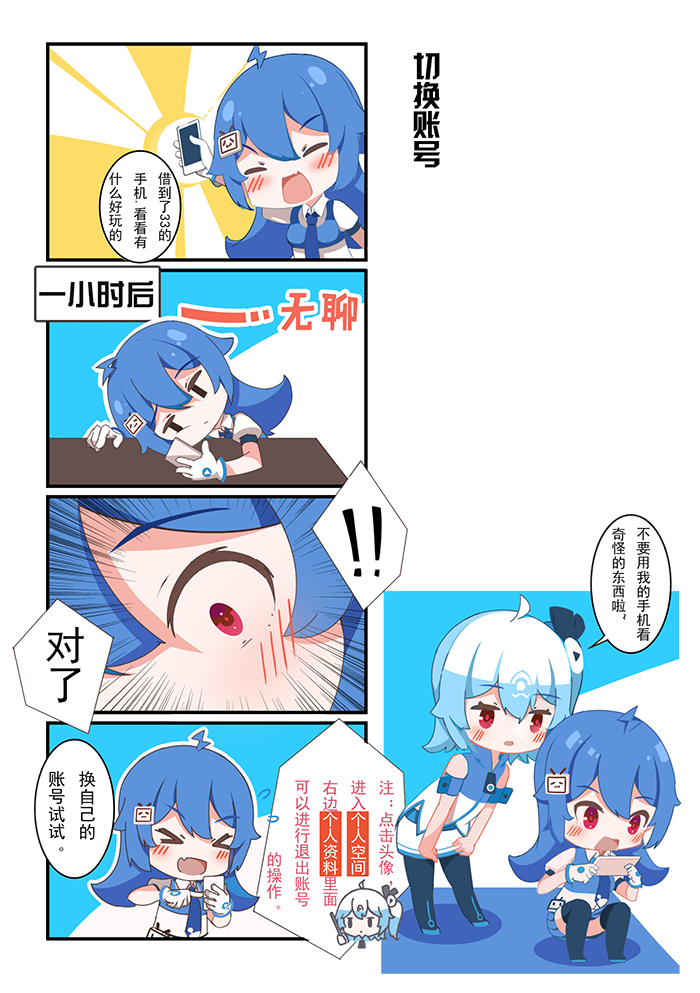 切换账号
借到了33的
手机.看看有
什么好玩的
一小时后
无聊
!!
对了
换自己的
账号试试。
注：点击头像
进入个人空间
右边个人资料里面
可以进行退出账号
的操作。
不要用我的手机看
奇怪的东西啦~